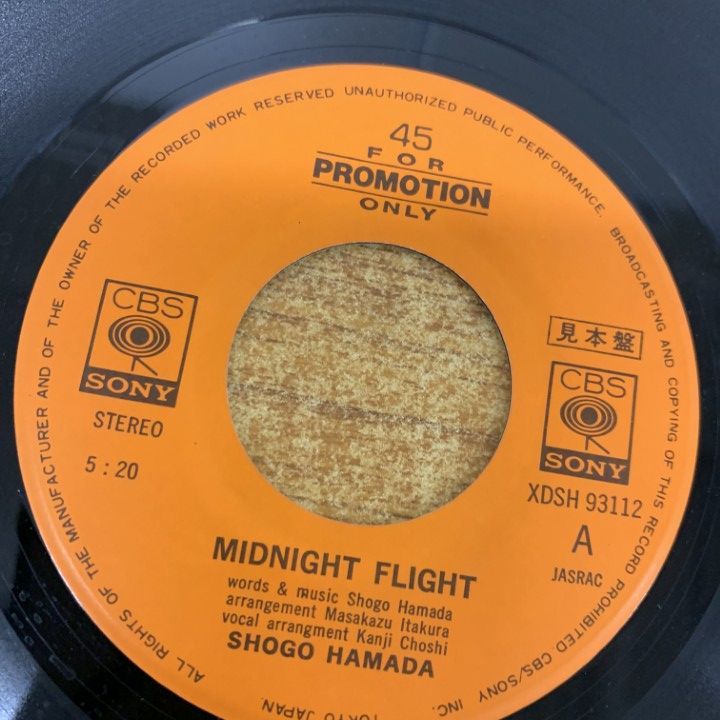 45
FOR
PROMOTION
ONLY
CBS
SONY
STEREO
5:20
見本盤
CBS
SONY
XDSH 93112
A
JASRAC
MIDNIGHT FLIGHT
words & music Shogo Hamada
arrangement Masakazu Itakura
vocal arrangment Kanji Choshi
SHOGO HAMADA
ALL RIGHTS OF THE MANUFACTURER AND OF THE OWNER OF THE RECORDED WORK RESERVED UNAUTHORIZED PUBLIC PERFORMANCE. BROADCASTING AND COPYING OF THIS RECORD PROHIBITED CBS/SONY INC. TOKYO JAPAN.